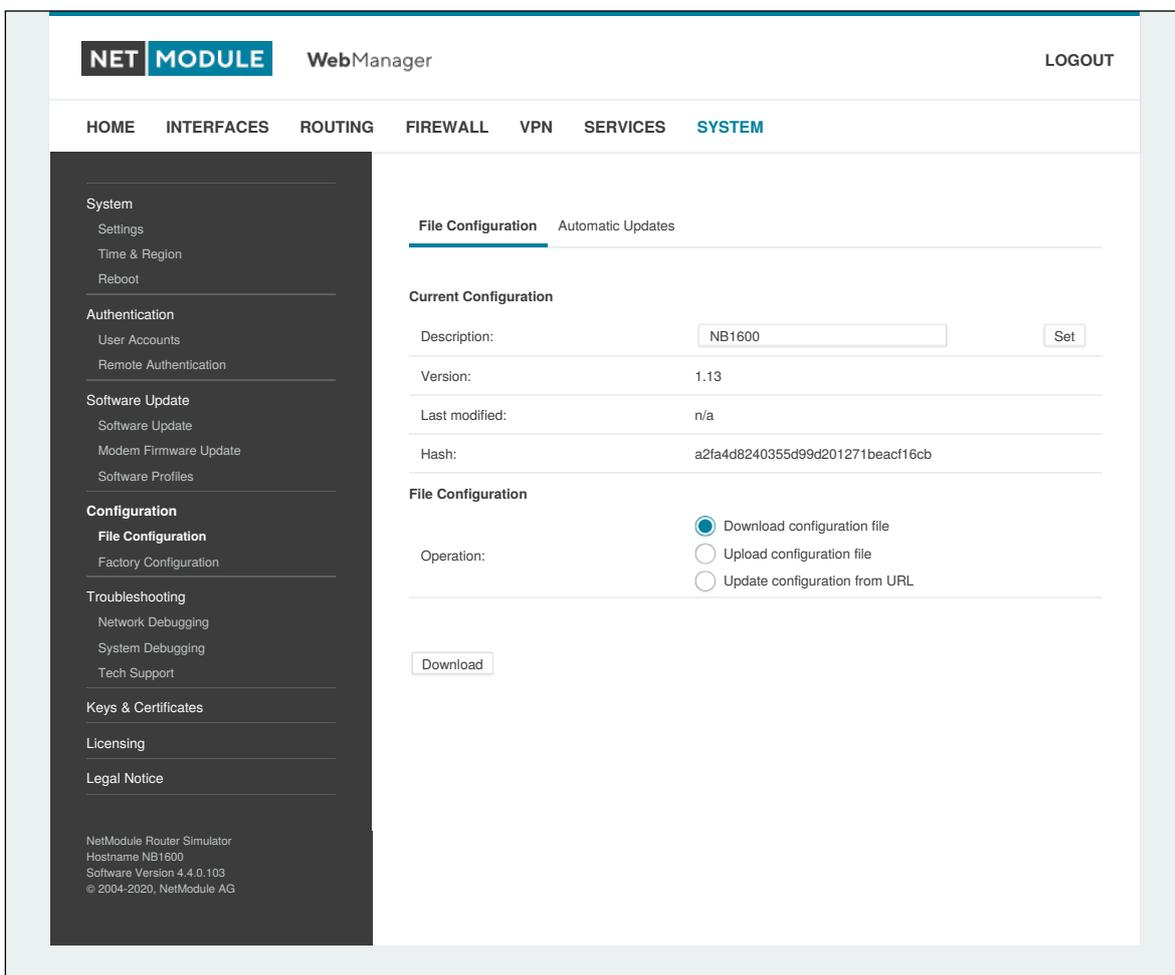 NET MODULE WebManager LOGOUT
HOME INTERFACES ROUTING FIREWALL VPN SERVICES SYSTEM
System
Settings
Time & Region
Reboot
Authentication
User Accounts
Remote Authentication
Software Update
Software Update
Modem Firmware Update
Software Profiles
Configuration
File Configuration
Factory Configuration
Troubleshooting
Network Debugging
System Debugging
Tech Support
Keys & Certificates
Licensing
Legal Notice
NetModule Router Simulator
Hostname NB1600
Software Version 4.4.0.103
© 2004-2020, NetModule AG
File Configuration Automatic Updates
Current Configuration
Description: NB1600 Set
Version: 1.13
Last modified: n/a
Hash: a2fa4d8240355d99d201271beacf16cb
File Configuration
Operation:
Download configuration file
Upload configuration file
Update configuration from URL
Download